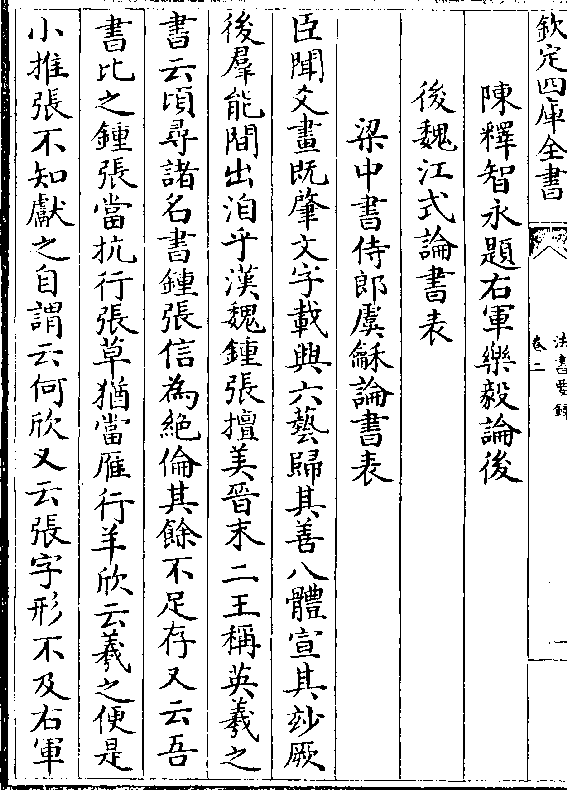 欽定四庫全書
法書要錄
卷二
陳釋智永題右軍樂毅論後
後魏江式論書表
梁中書侍郎虞龢論書表
臣聞爻畫既肇文字載興六藝歸其善八體宣其妙厥
後羣能間出洎乎漢魏鍾張擅美晉末二王稱英羲之
書云頃尋諸名書鍾張信為絶倫其餘不足存又云吾
書比之鍾張當抗行張草猶當雁行羊欣云羲之便是
小推張不知獻之自謂云何欣又云張字形不及右軍